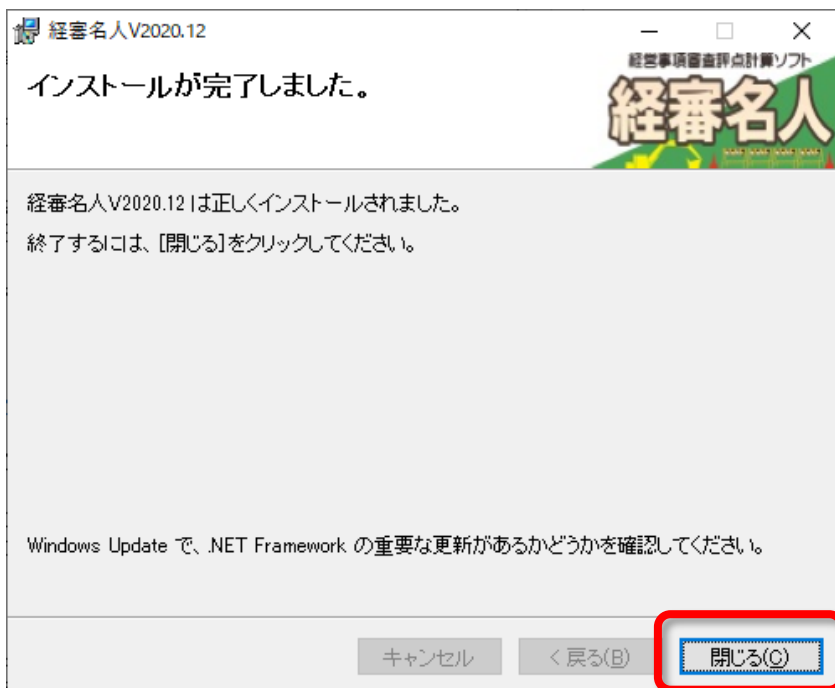 経審名人V2020.12
インストールが完了しました。
経営事項審査評点計算ソフト
経審名人
経審名人V2020.12 は正しくインストールされました。
終了するには、[閉じる]をクリックしてください。
Windows Update で、.NET Framework の重要な更新があるかどうかを確認してください。
キャンセル
< 戻る(B)
閉じる(C)